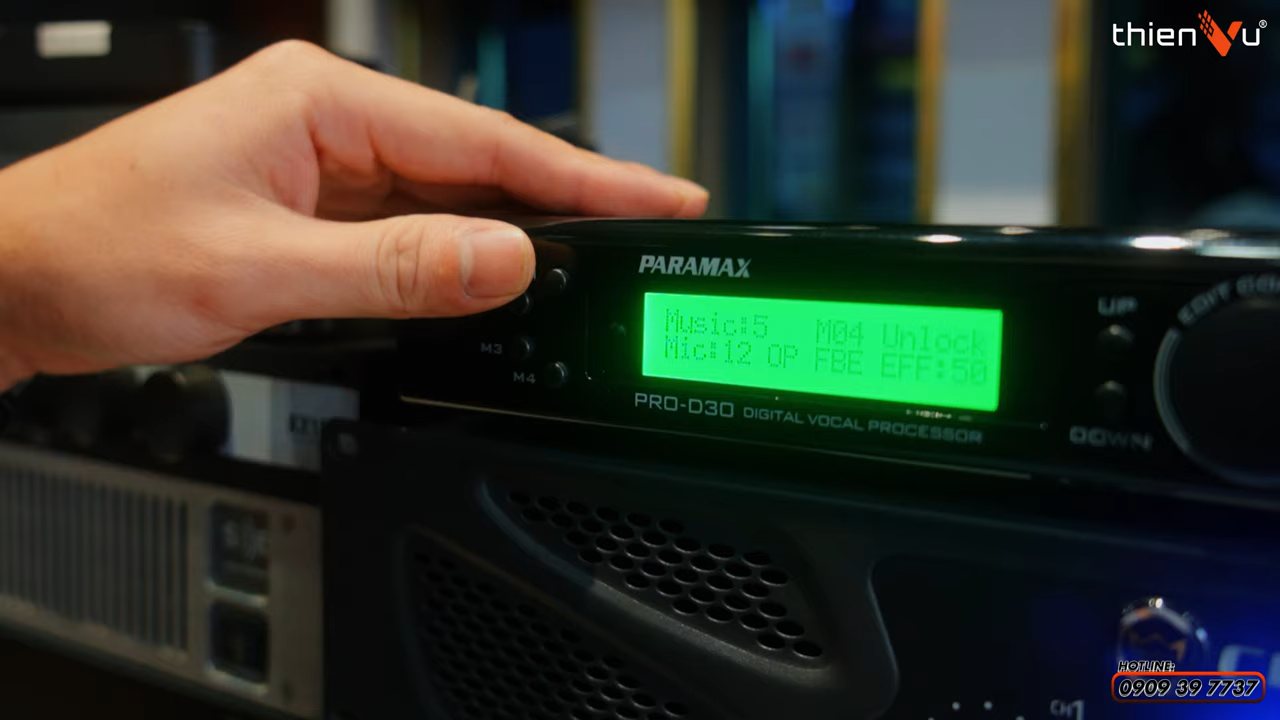 thienVu®
PARAMAX
Music:5 M04 Unlock
Mic:12 OP FBE EFF:50
M3
M4
UP
DOWN
PRO-D30 DIGITAL VOCAL PROCESSOR
CH1
HOTLINE:
0909 39 7737